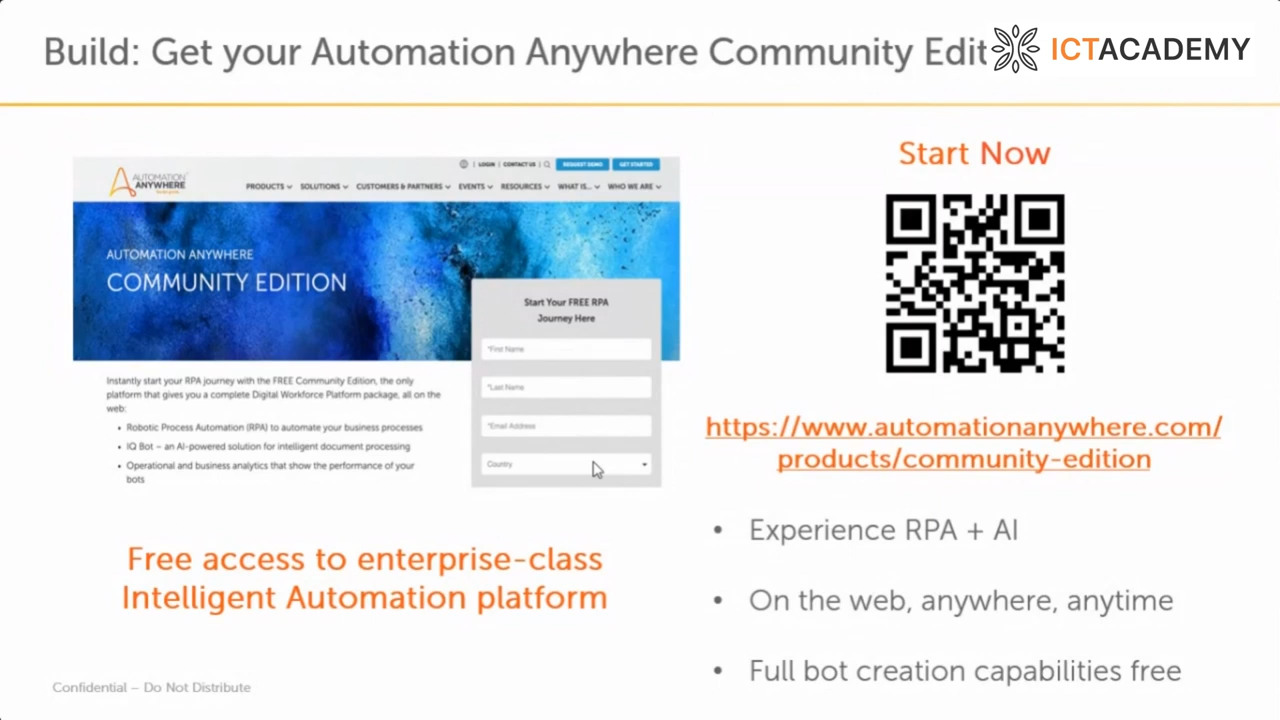 Build: Get your Automation Anywhere Community Edit
ICTACADEMY
LOGIN | CONTACT US |
REQUEST DEMO
GET STARTED
AUTOMATION
ANYWHERE
PRODUCTS
SOLUTIONS
CUSTOMERS & PARTNERS
EVENTS
RESOURCES
WHAT IS...
WHO WE ARE
AUTOMATION ANYWHERE
COMMUNITY EDITION
Start Your FREE RPA
Journey Here
*First Name
*Last Name
*Email Address
Country
Instantly start your RPA journey with the FREE Community Edition, the only
platform that gives you a complete Digital Workforce Platform package, all on the
web:
• Robotic Process Automation (RPA) to automate your business processes
• IQ Bot – an AI-powered solution for intelligent document processing
• Operational and business analytics that show the performance of your
bots
Free access to enterprise-class
Intelligent Automation platform
Start Now
https://www.automationanywhere.com/
products/community-edition
• Experience RPA + AI
• On the web, anywhere, anytime
• Full bot creation capabilities free
Confidential – Do Not Distribute